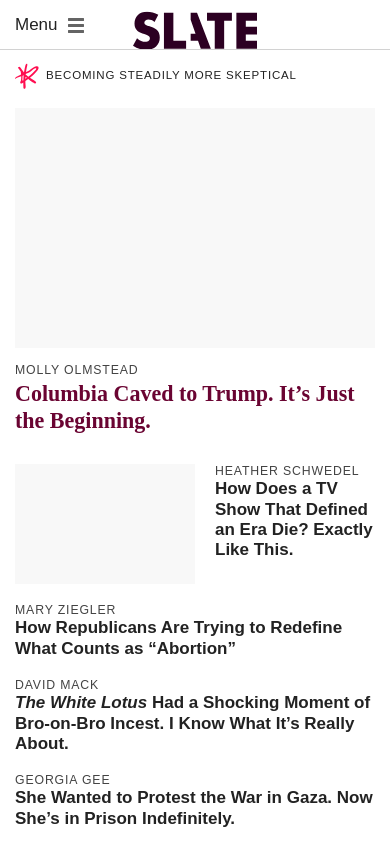 Menu
SLATE
BECOMING STEADILY MORE SKEPTICAL
MOLLY OLMSTEAD
Columbia Caved to Trump. It’s Just
the Beginning.
HEATHER SCHWEDEL
How Does a TV
Show That Defined
an Era Die? Exactly
Like This.
MARY ZIEGLER
How Republicans Are Trying to Redefine
What Counts as “Abortion”
DAVID MACK
The White Lotus Had a Shocking Moment of
Bro-on-Bro Incest. I Know What It’s Really
About.
GEORGIA GEE
She Wanted to Protest the War in Gaza. Now
She’s in Prison Indefinitely.